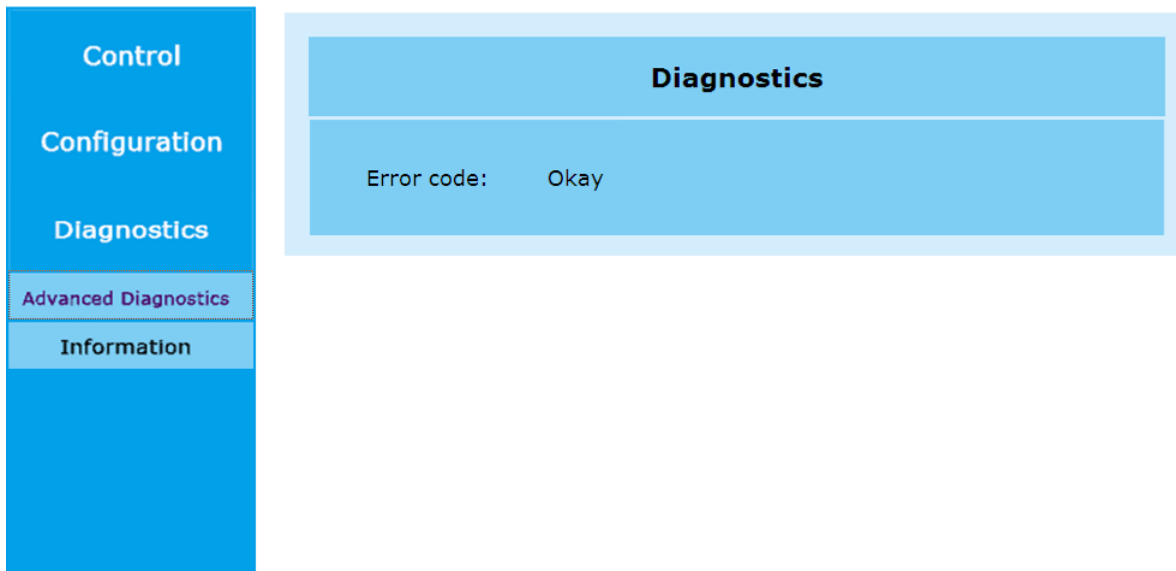 Control
Configuration
Diagnostics
Advanced Diagnostics
Information
Diagnostics
Error code: Okay